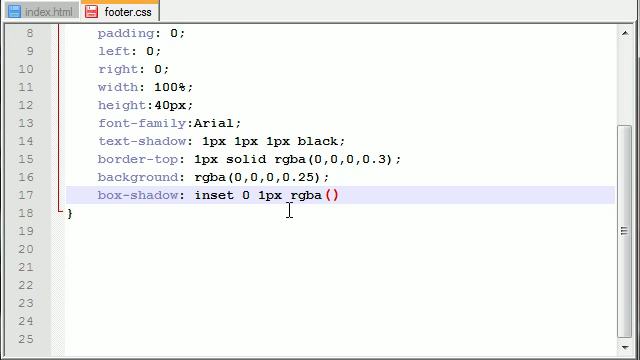 index.html footer.css
8 padding: 0;
9 left: 0;
10 right: 0;
11 width: 100%;
12 height:40px;
13 font-family:Arial;
14 text-shadow: 1px 1px 1px black;
15 border-top: 1px solid rgba(0,0,0,0.3);
16 background: rgba(0,0,0,0.25);
17 box-shadow: inset 0 1px rgba()
18 }
19
20
21
22
23
24
25